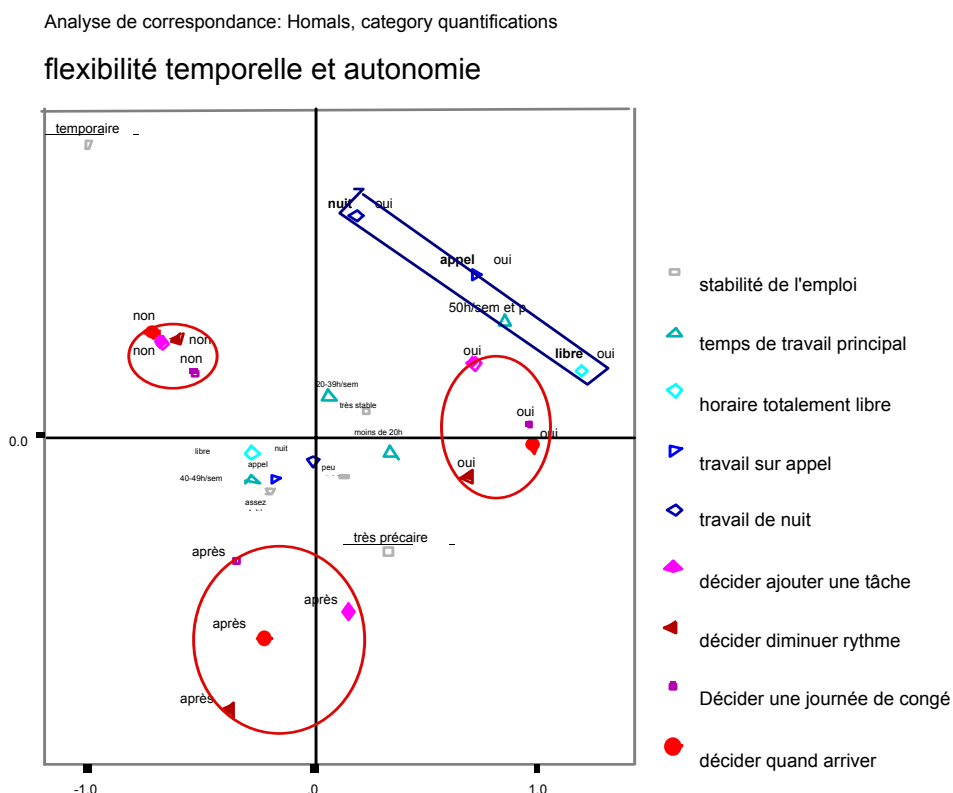 Analyse de correspondance: Homals, category quantifications
flexibilité temporelle et autonomie
temporaire
nuit oui
appel oui
50h/sem et p
libre oui
non
non
non
non
oui
20-39h/sem
très stable
oui
oui
moins de 20h
0.0
libre
nuit
appel
oui
peu
40-49h/sem
assez
très précaire
après
après
après
après
-1.0 .0 1.0
stabilité de l'emploi
temps de travail principal
horaire totalement libre
travail sur appel
travail de nuit
décider ajouter une tâche
décider diminuer rythme
Décider une journée de congé
décider quand arriver